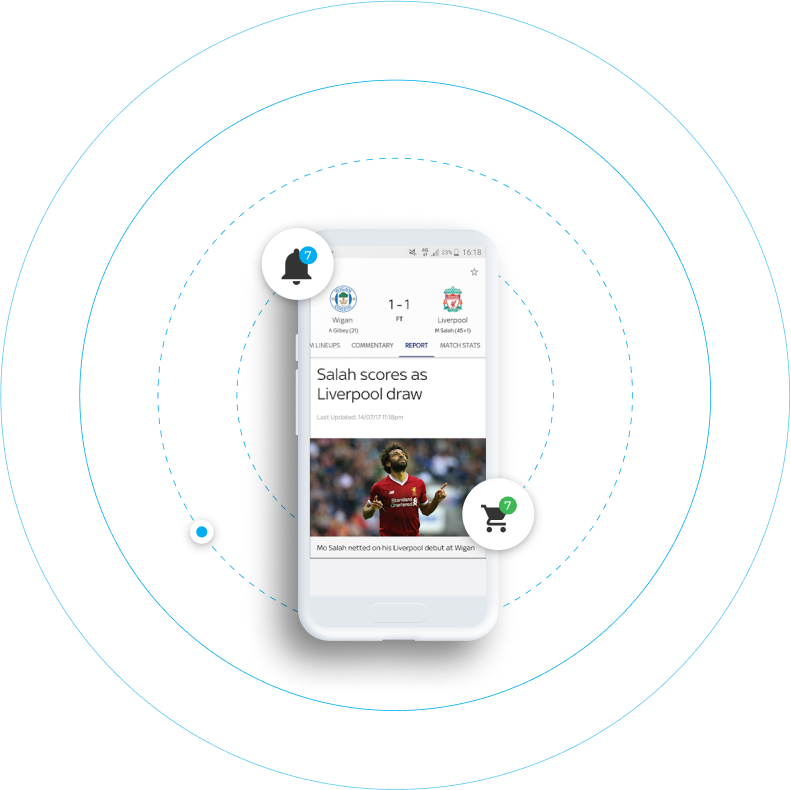 7
4G 23% 16:18
1 - 1
WIGAN
Wigan
FT
Liverpool
A Gilbey (21)
M Salah (45+1)
M LINEUPS COMMENTARY REPORT MATCH STATS
Salah scores as
Liverpool draw
Last Updated: 14/07/17 11:18pm
Standard
Chartered
7
Mo Salah netted on his Liverpool debut at Wigan